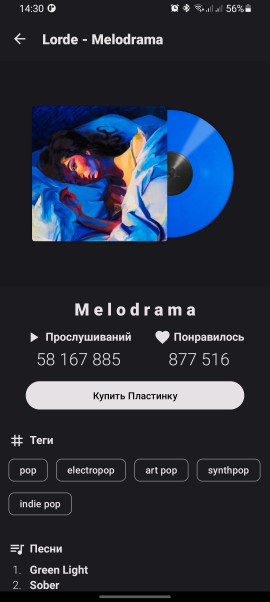 14:30
56%
Lorde - Melodrama
Melodrama
Прослушиваний Понравилось
58 167 885 877 516
Купить Пластинку
Теги
pop electropop art pop synthpop
indie pop
Песни
1. Green Light
2. Sober